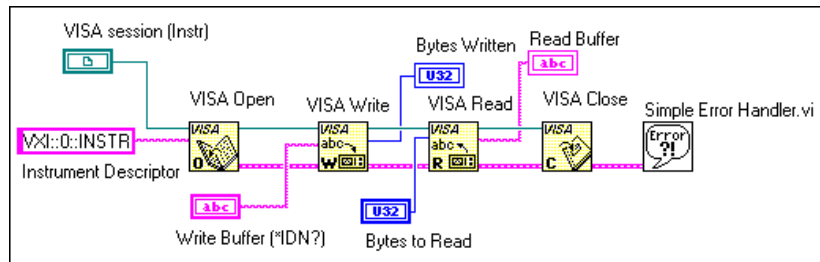 VISA session (Instr)
Bytes Written
Read Buffer
U32
abc
VISA Open
VISA Write
VISA Read
VISA Close
Simple Error Handler.vi
VXI::0::INSTR
VISA
O
VISA
abc
W
VISA
abc
R
VISA
C
Error
?!
Instrument Descriptor
abc
U32
Write Buffer (*IDN?)
Bytes to Read